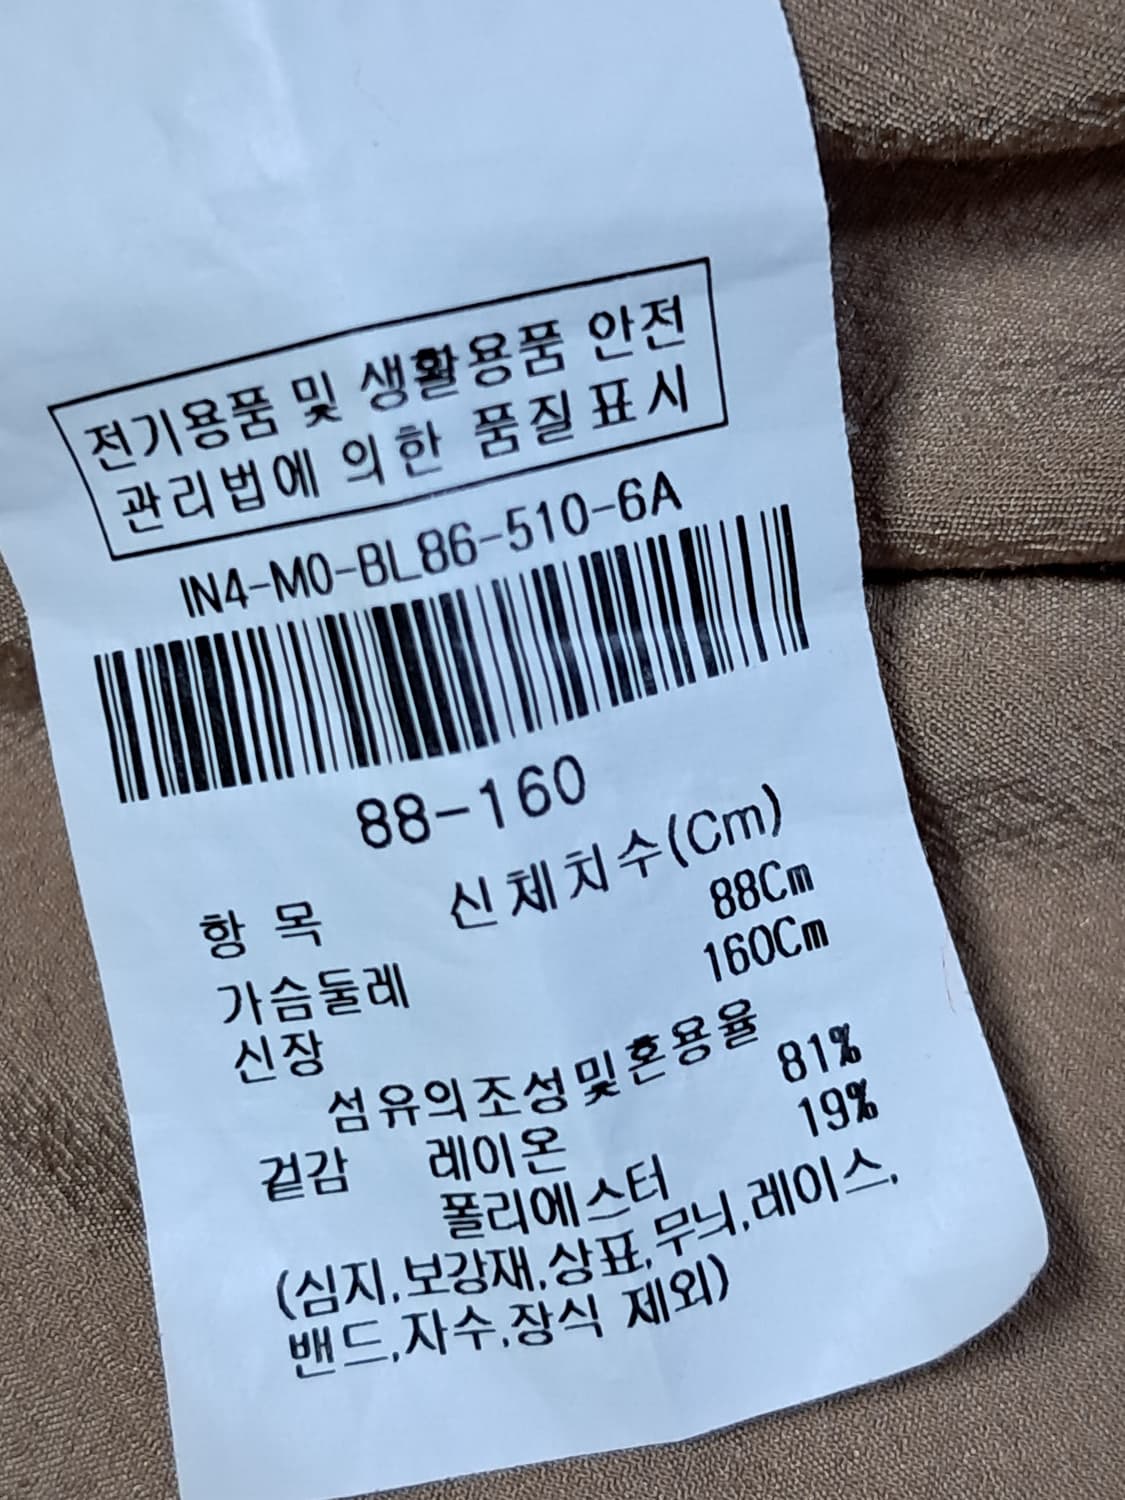 전기용품 및 생활용품 안전
관리법에 의한 품질표시
IN4-MO-BL86-510-6A
88-160
항 목 신체치수(Cm)
가슴둘레 88Cm
신장 160Cm
섬유의조성및혼용율
겉감 레이온 81%
폴리에스터 19%
(심지,보강재,상표,무늬,레이스,
밴드,자수,장식 제외)